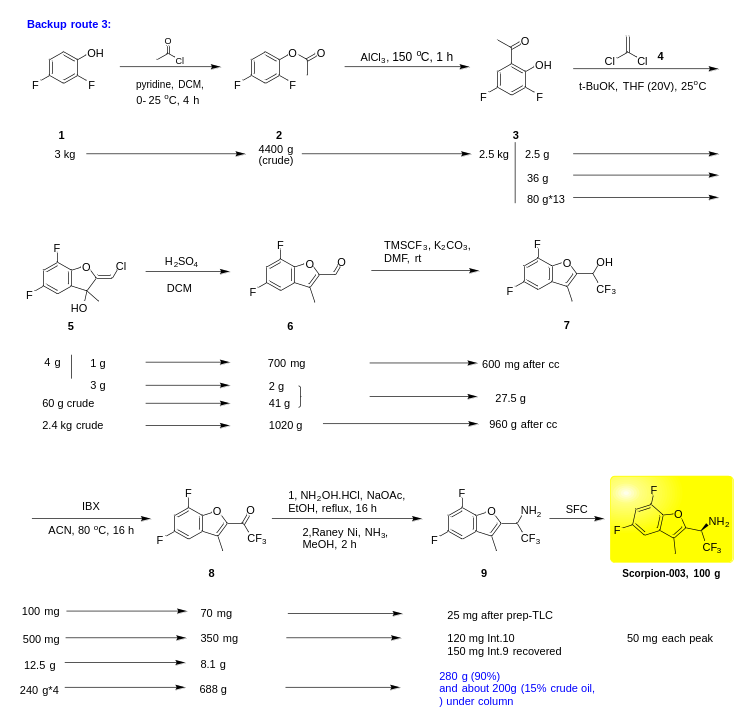 Backup route 3:
OH
F
F
1
O
Cl
pyridine, DCM,
0- 25 °C, 4 h
O
O
F
F
2
AlCl3, 150 °C, 1 h
O
OH
F
F
3
Cl
Cl
4
t-BuOK, THF (20V), 25°C
3 kg
4400 g
(crude)
2.5 kg
2.5 g
36 g
80 g*13
F
O
Cl
F
HO
5
H2SO4
DCM
F
O
O
F
6
TMSCF3, K2CO3,
DMF, rt
F
O
OH
F
CF3
7
4 g
1 g
700 mg
600 mg after cc
3 g
2 g
60 g crude
41 g
27.5 g
2.4 kg crude
1020 g
960 g after cc
IBX
ACN, 80 °C, 16 h
F
O
O
F
CF3
8
1, NH2OH.HCl, NaOAc,
EtOH, reflux, 16 h
2,Raney Ni, NH3,
MeOH, 2 h
F
O
NH2
F
CF3
9
SFC
F
O
NH2
F
CF3
Scorpion-003, 100 g
100 mg
70 mg
25 mg after prep-TLC
500 mg
350 mg
120 mg Int.10
150 mg Int.9 recovered
50 mg each peak
12.5 g
8.1 g
240 g*4
688 g
280 g (90%)
and about 200g (15% crude oil,
) under column